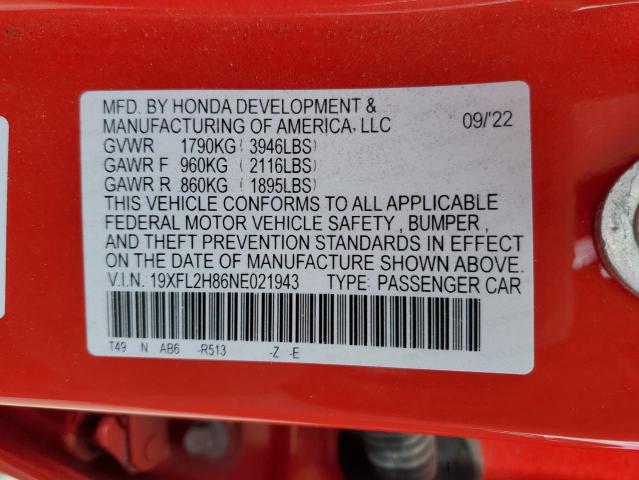 MFD. BY HONDA DEVELOPMENT &
MANUFACTURING OF AMERICA, LLC 09/'22
GVWR 1790KG ( 3946LBS)
GAWR F 960KG ( 2116LBS)
GAWR R 860KG ( 1895LBS)
THIS VEHICLE CONFORMS TO ALL APPLICABLE
FEDERAL MOTOR VEHICLE SAFETY , BUMPER ,
AND THEFT PREVENTION STANDARDS IN EFFECT
ON THE DATE OF MANUFACTURE SHOWN ABOVE.
V.I.N. 19XFL2H86NE021943 TYPE: PASSENGER CAR
T49 N AB6 -R513 -Z -E